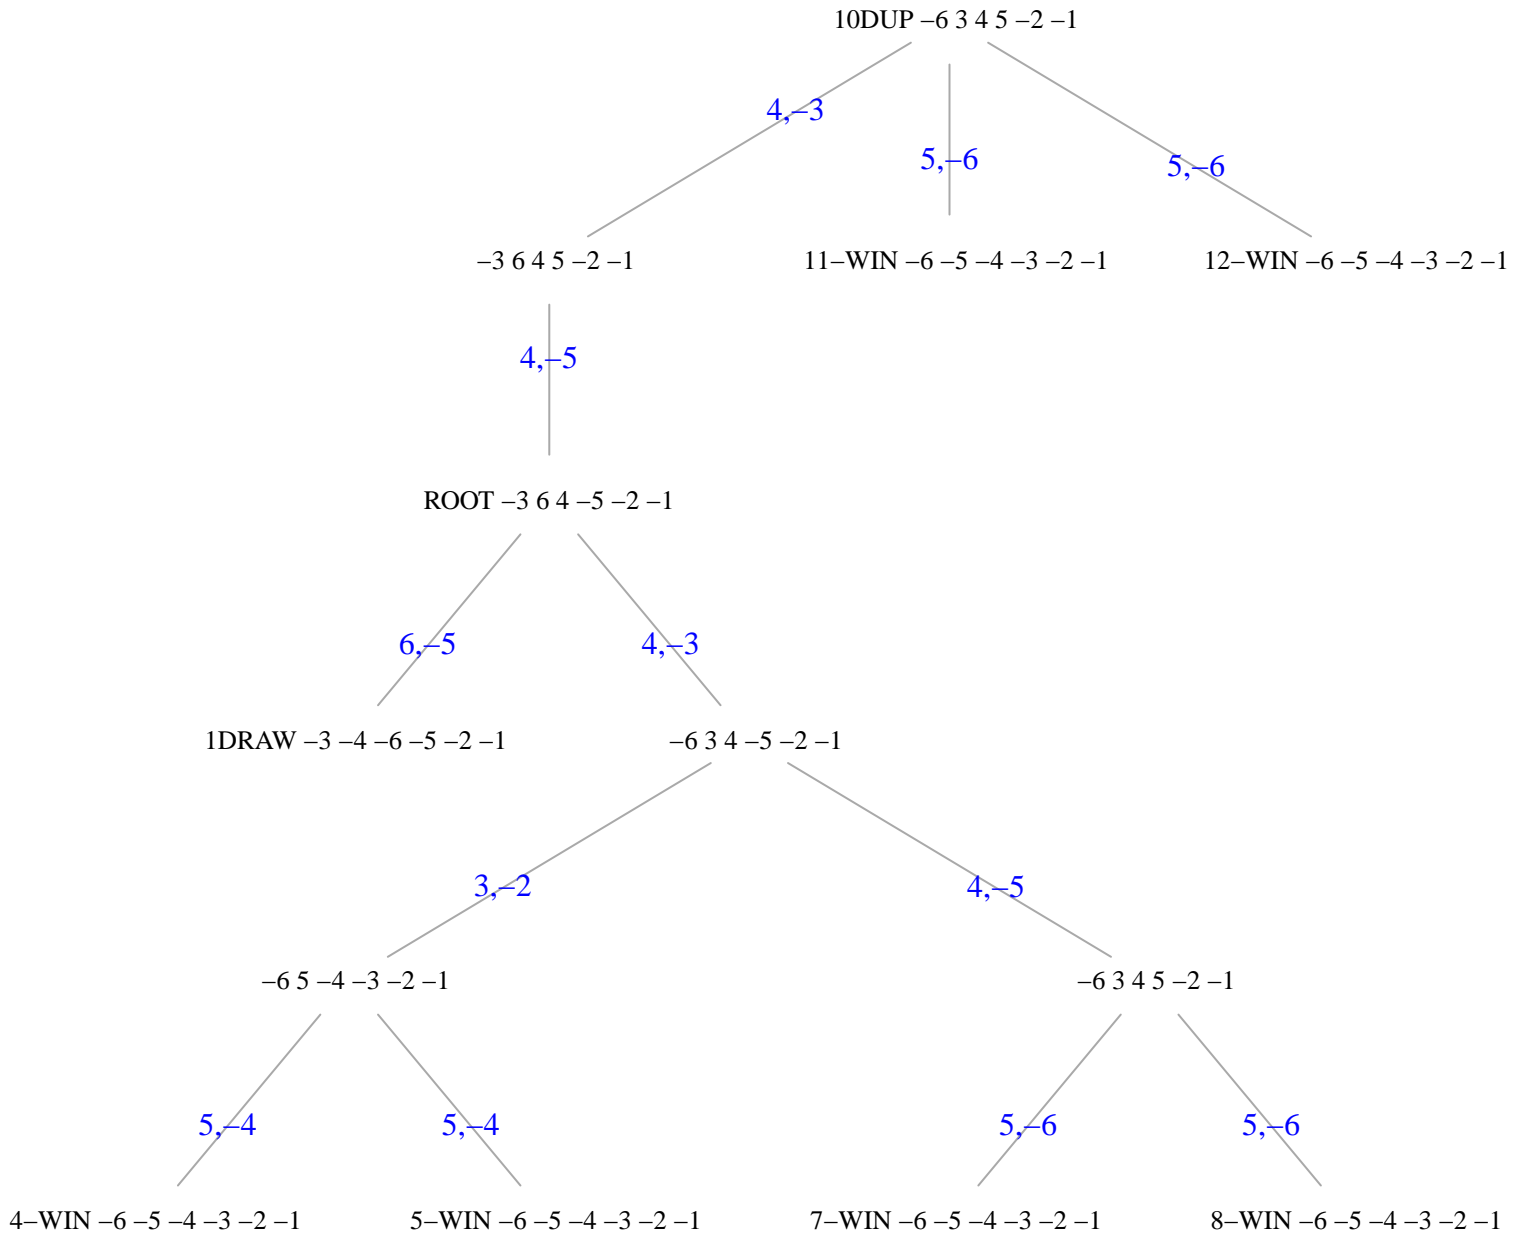 10DUP –6 3 4 5 –2 –1
4,–3
5,–6
5,–6
–3 6 4 5 –2 –1
11–WIN –6 –5 –4 –3 –2 –1
12–WIN –6 –5 –4 –3 –2 –1
4,–5
ROOT –3 6 4 –5 –2 –1
6,–5
4,–3
1DRAW –3 –4 –6 –5 –2 –1
–6 3 4 –5 –2 –1
3,–2
4,–5
–6 5 –4 –3 –2 –1
–6 3 4 5 –2 –1
5,–4
5,–4
5,–6
5,–6
4–WIN –6 –5 –4 –3 –2 –1
5–WIN –6 –5 –4 –3 –2 –1
7–WIN –6 –5 –4 –3 –2 –1
8–WIN –6 –5 –4 –3 –2 –1